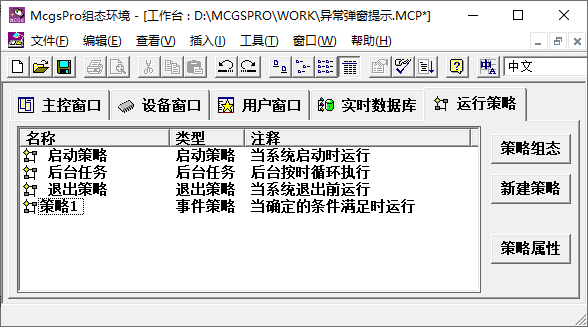 McgsPro组态环境 - [工作台 : D:\MCGSPRO\WORK\异常弹窗提示.MCP*]
文件(F) 编辑(E) 查看(V) 插入(I) 工具(T) 窗口(W) 帮助(H)
中文
主控窗口 设备窗口 用户窗口 实时数据库 运行策略
名称 类型 注释
启动策略 启动策略 当系统启动时运行
后台任务 后台任务 后台按时循环执行
退出策略 退出策略 当系统退出前运行
策略1 事件策略 当确定的条件满足时运行
策略组态
新建策略
策略属性